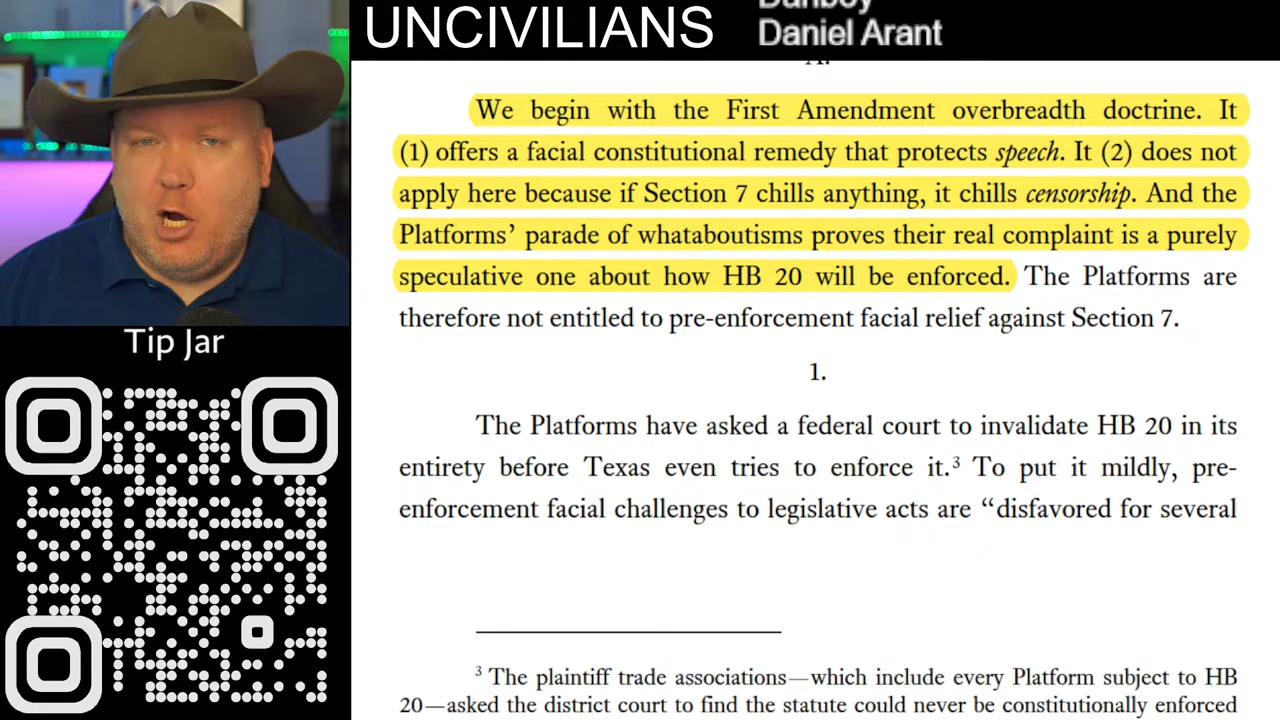 UNCIVILIANS
Danboy
Daniel Arant
A.
We begin with the First Amendment overbreadth doctrine. It
(1) offers a facial constitutional remedy that protects speech. It (2) does not
apply here because if Section 7 chills anything, it chills censorship. And the
Platforms’ parade of whataboutisms proves their real complaint is a purely
speculative one about how HB 20 will be enforced. The Platforms are
therefore not entitled to pre-enforcement facial relief against Section 7.
1.
The Platforms have asked a federal court to invalidate HB 20 in its
entirety before Texas even tries to enforce it.³ To put it mildly, pre-
enforcement facial challenges to legislative acts are “disfavored for several
³ The plaintiff trade associations—which include every Platform subject to HB
20—asked the district court to find the statute could never be constitutionally enforced
Tip Jar